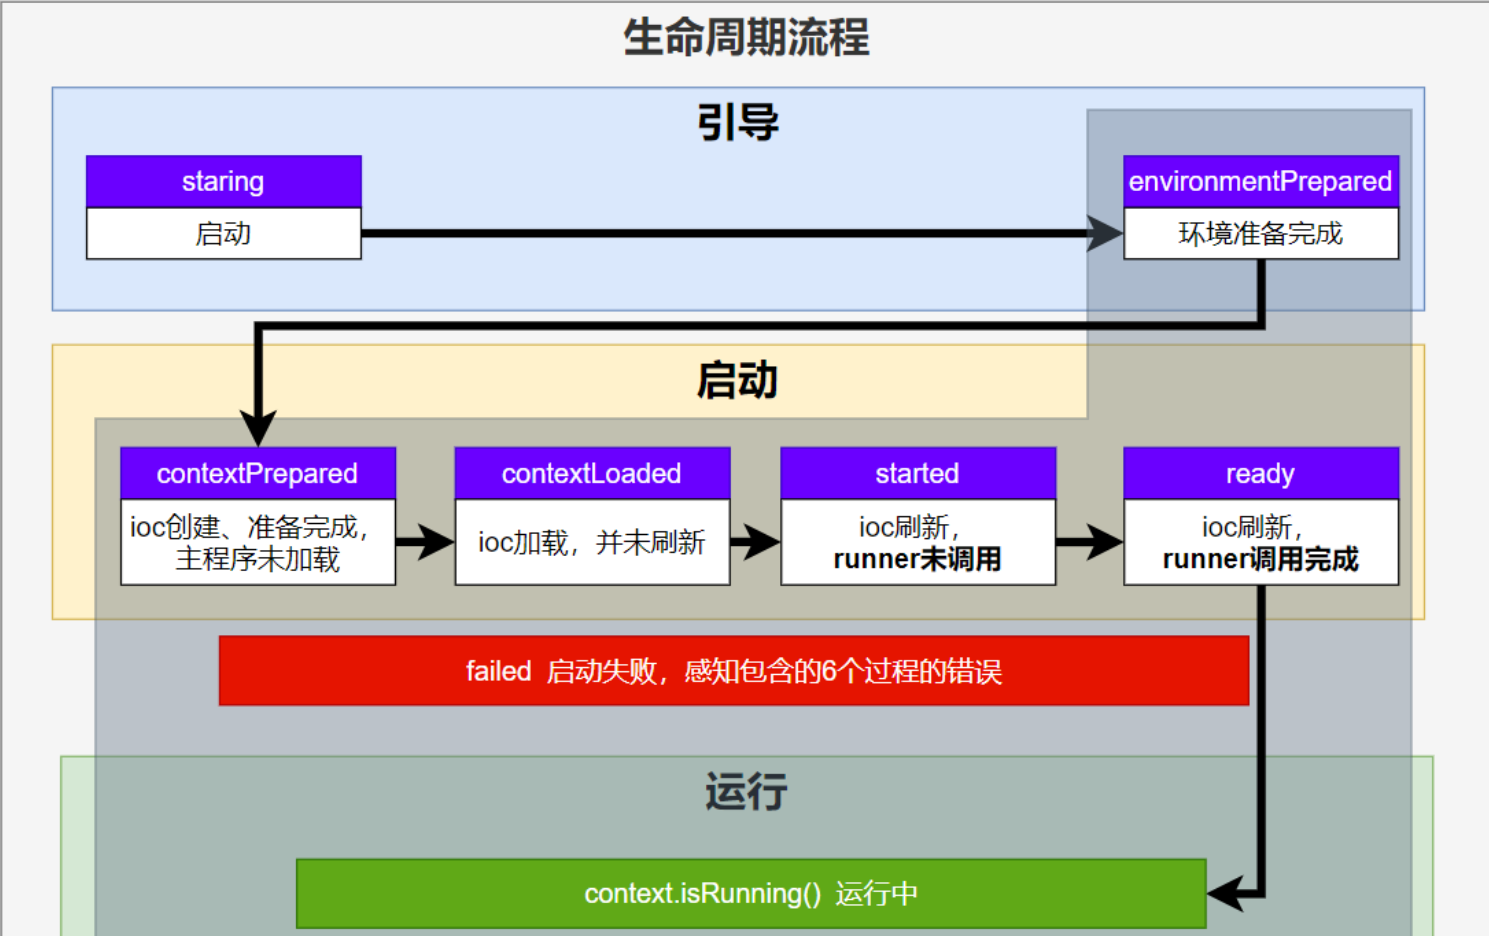 生命周期流程
引导
staring
启动
environmentPrepared
环境准备完成
启动
contextPrepared
ioc创建、准备完成，
主程序未加载
contextLoaded
ioc加载，并未刷新
started
ioc刷新，
runner未调用
ready
ioc刷新，
runner调用完成
failed 启动失败，感知包含的6个过程的错误
运行
context.isRunning() 运行中